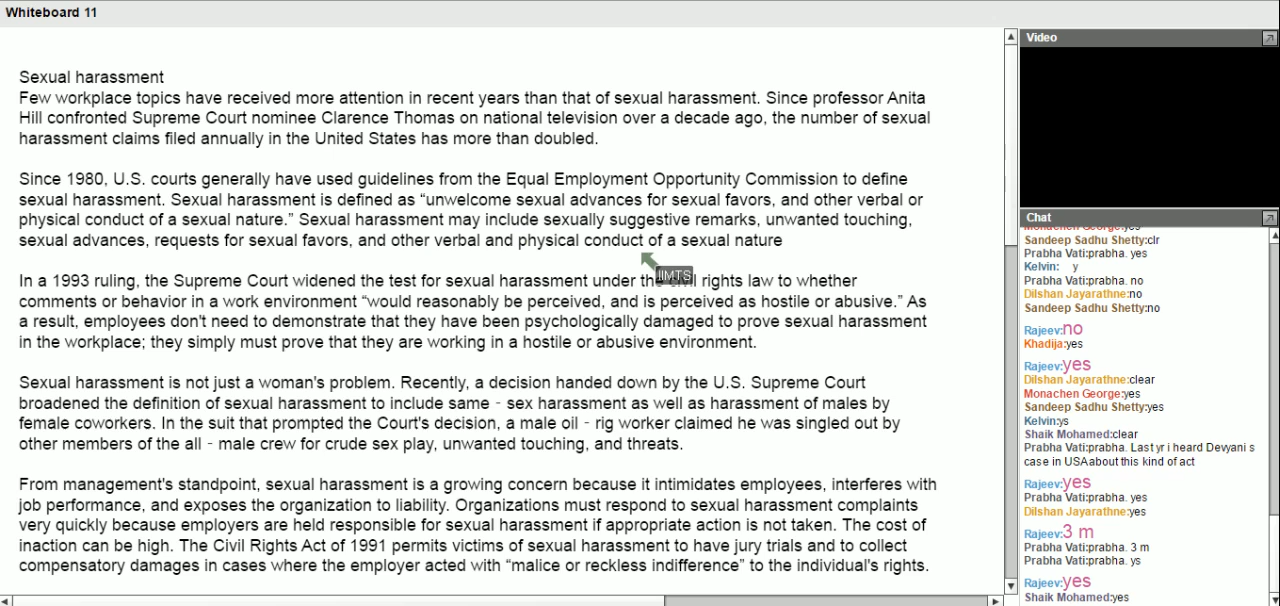 Whiteboard 11
Sexual harassment
Few workplace topics have received more attention in recent years than that of sexual harassment. Since professor Anita
Hill confronted Supreme Court nominee Clarence Thomas on national television over a decade ago, the number of sexual
harassment claims filed annually in the United States has more than doubled.
Since 1980, U.S. courts generally have used guidelines from the Equal Employment Opportunity Commission to define
sexual harassment. Sexual harassment is defined as “unwelcome sexual advances for sexual favors, and other verbal or
physical conduct of a sexual nature.” Sexual harassment may include sexually suggestive remarks, unwanted touching,
sexual advances, requests for sexual favors, and other verbal and physical conduct of a sexual nature
IIMTS
In a 1993 ruling, the Supreme Court widened the test for sexual harassment under the civil rights law to whether
comments or behavior in a work environment “would reasonably be perceived, and is perceived as hostile or abusive.” As
a result, employees don't need to demonstrate that they have been psychologically damaged to prove sexual harassment
in the workplace; they simply must prove that they are working in a hostile or abusive environment.
Sexual harassment is not just a woman's problem. Recently, a decision handed down by the U.S. Supreme Court
broadened the definition of sexual harassment to include same - sex harassment as well as harassment of males by
female coworkers. In the suit that prompted the Court's decision, a male oil - rig worker claimed he was singled out by
other members of the all - male crew for crude sex play, unwanted touching, and threats.
From management's standpoint, sexual harassment is a growing concern because it intimidates employees, interferes with
job performance, and exposes the organization to liability. Organizations must respond to sexual harassment complaints
very quickly because employers are held responsible for sexual harassment if appropriate action is not taken. The cost of
inaction can be high. The Civil Rights Act of 1991 permits victims of sexual harassment to have jury trials and to collect
compensatory damages in cases where the employer acted with “malice or reckless indifference” to the individual's rights.
Video
Chat
Monachen George:yes
Sandeep Sadhu Shetty:clr
Prabha Vati:prabha. yes
Kelvin: y
Prabha Vati:prabha. no
Dilshan Jayarathne:no
Sandeep Sadhu Shetty:no
Rajeev:no
Khadija:yes
Rajeev:yes
Dilshan Jayarathne:clear
Monachen George:yes
Sandeep Sadhu Shetty:yes
Kelvin:ys
Shaik Mohamed:clear
Prabha Vati:prabha. Last yr i heard Devyani s
case in USAabout this kind of act
Rajeev:yes
Prabha Vati:prabha. yes
Dilshan Jayarathne:yes
Rajeev:3 m
Prabha Vati:prabha. 3 m
Prabha Vati:prabha. ys
Rajeev:yes
Shaik Mohamed:yes